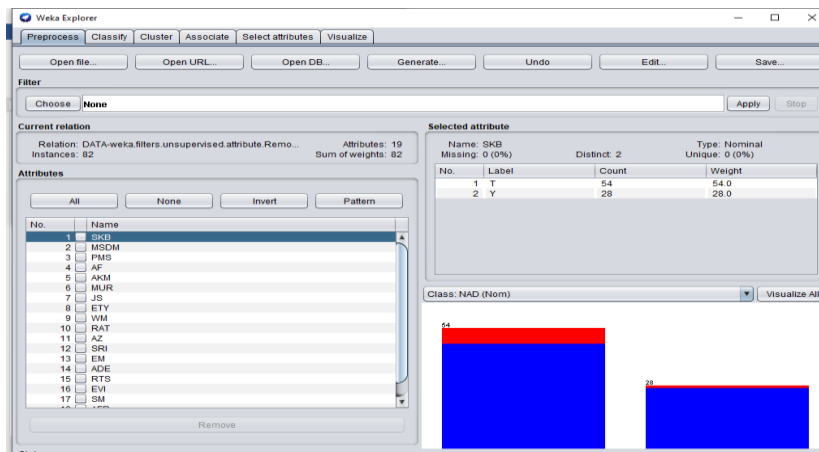 Weka Explorer
Preprocess Classify Cluster Associate Select attributes Visualize
Open file... Open URL... Open DB... Generate... Undo Edit... Save...
Filter
Choose None Apply Stop
Current relation
Relation: DATA-weka.filters.unsupervised.attribute.Remo... Attributes: 19
Instances: 82 Sum of weights: 82
Selected attribute
Name: SKB Type: Nominal
Missing: 0 (0%) Distinct: 2 Unique: 0 (0%)
No. Label Count Weight
1 T 54 54.0
2 Y 28 28.0
Attributes
All None Invert Pattern
No. Name
1 SKB
2 MSDM
3 PMS
4 AF
5 AKM
6 MUR
7 JS
8 ETY
9 WM
10 RAT
11 AZ
12 SRI
13 EM
14 ADE
15 RTS
16 EVI
17 SM
Remove
Class: NAD (Nom) Visualize All
54
28